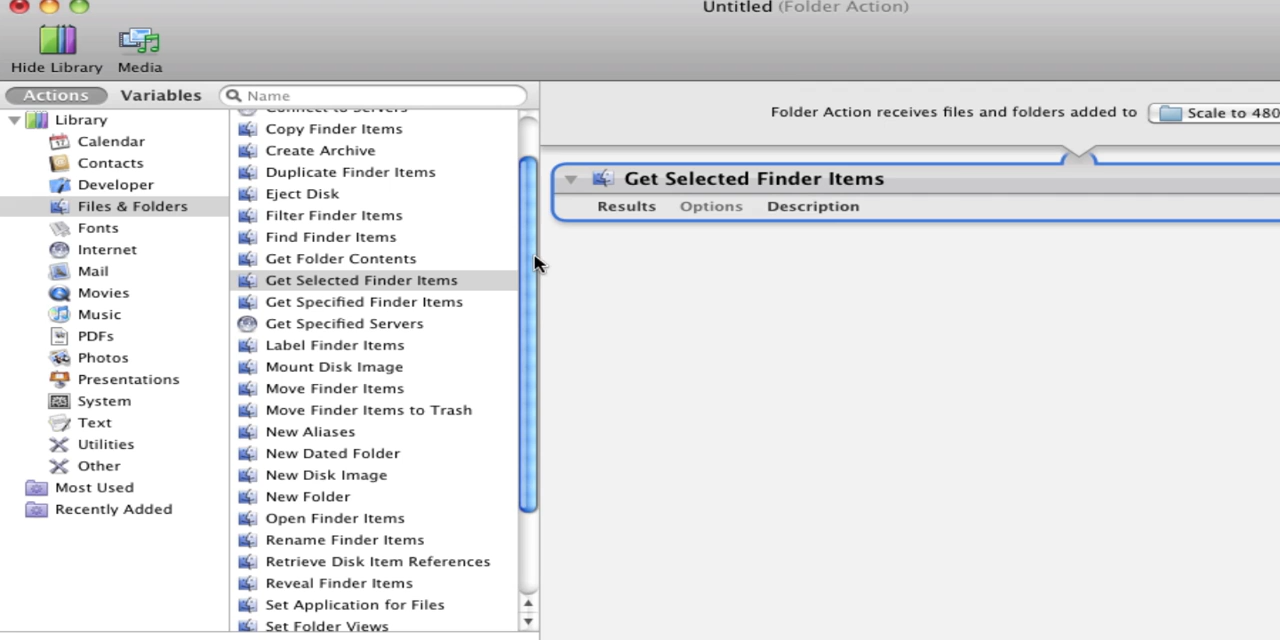 Untitled (Folder Action)
Hide Library
Media
Actions
Variables
Name
Library
Calendar
Contacts
Developer
Files & Folders
Fonts
Internet
Mail
Movies
Music
PDFs
Photos
Presentations
System
Text
Utilities
Other
Most Used
Recently Added
Connect to Servers
Copy Finder Items
Create Archive
Duplicate Finder Items
Eject Disk
Filter Finder Items
Find Finder Items
Get Folder Contents
Get Selected Finder Items
Get Specified Finder Items
Get Specified Servers
Label Finder Items
Mount Disk Image
Move Finder Items
Move Finder Items to Trash
New Aliases
New Dated Folder
New Disk Image
New Folder
Open Finder Items
Rename Finder Items
Retrieve Disk Item References
Reveal Finder Items
Set Application for Files
Set Folder Views
Folder Action receives files and folders added to
Scale to 480
Get Selected Finder Items
Results Options Description